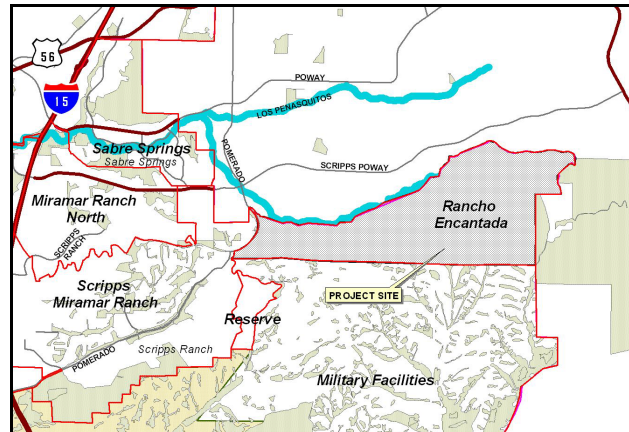 56
15
POWAY
LOS PENASQUITOS
Sabre Springs
Sabre Springs
POMERADO
SCRIPPS POWAY
Miramar Ranch
North
Rancho
Encantada
SCRIPPS
RANCH
Scripps
Miramar Ranch
PROJECT SITE
Reserve
Scripps Ranch
POMERADO
Military Facilities